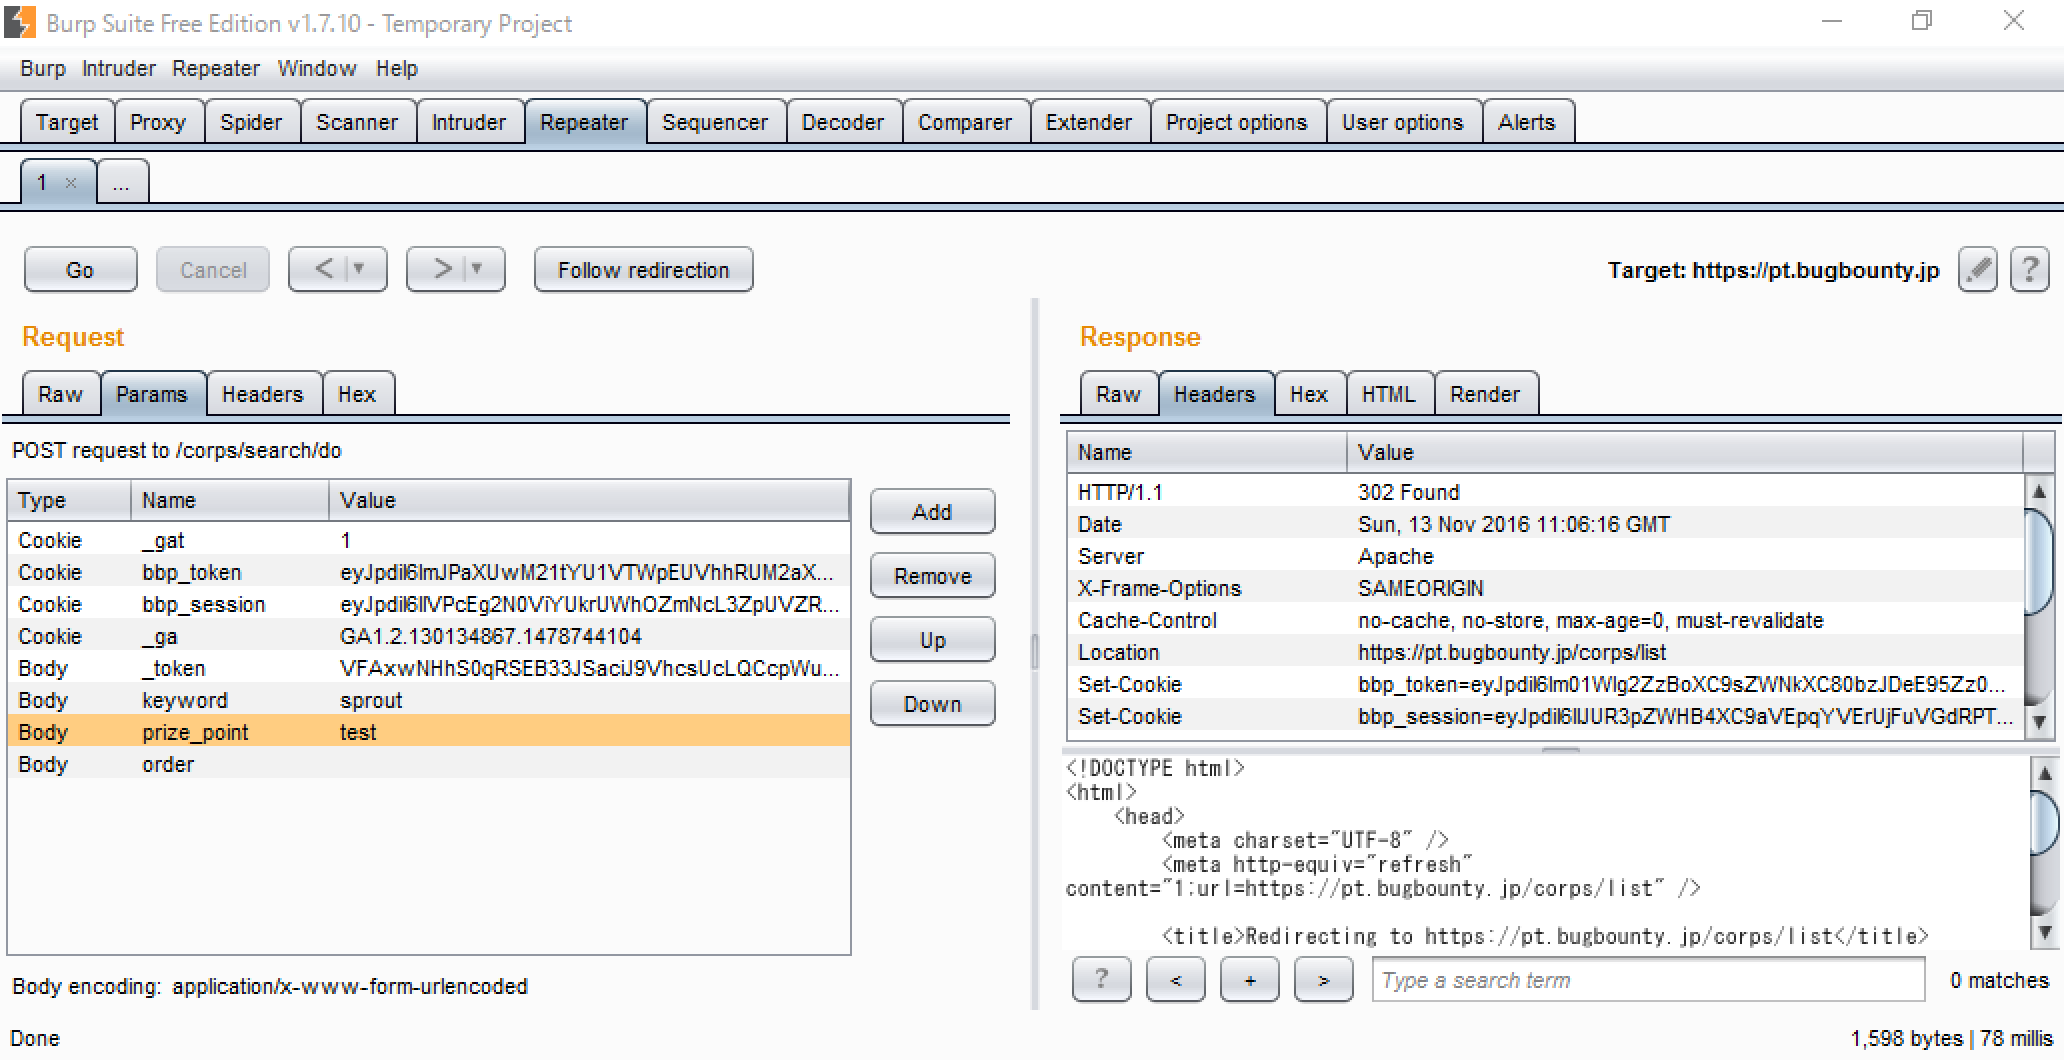 Burp Suite Free Edition v1.7.10 - Temporary Project
Burp Intruder Repeater Window Help
Target Proxy Spider Scanner Intruder Repeater Sequencer Decoder Comparer Extender Project options User options Alerts
1 × ...
Go Cancel < > Follow redirection Target: https://pt.bugbounty.jp ?
Request
Raw Params Headers Hex
POST request to /corps/search/do
Type Name Value
Cookie _gat 1
Cookie bbp_token eyJpdiI6ImJPaXUwM21tYU1VTWpEUVhhRUM2aX...
Cookie bbp_session eyJpdiI6IlVPcEg2N0ViYUkrUWhOZmNcL3ZpUVZR...
Cookie _ga GA1.2.130134867.1478744104
Body _token VFAxwNHhS0qRSEB33JSaciJ9VhcsUcLQCcpWu...
Body keyword sprout
Body prize_point test
Body order
Add
Remove
Up
Down
Body encoding: application/x-www-form-urlencoded
Response
Raw Headers Hex HTML Render
Name Value
HTTP/1.1 302 Found
Date Sun, 13 Nov 2016 11:06:16 GMT
Server Apache
X-Frame-Options SAMEORIGIN
Cache-Control no-cache, no-store, max-age=0, must-revalidate
Location https://pt.bugbounty.jp/corps/list
Set-Cookie bbp_token=eyJpdiI6Im01Wlg2ZzBoXC9sZWNkXC80bzJDeE95Zz0...
Set-Cookie bbp_session=eyJpdiI6IlJUR3pZWHB4XC9aVEpqYVErUjFuVGdRPT...
<!DOCTYPE html>
<html>
<head>
<meta charset="UTF-8" />
<meta http-equiv="refresh"
content="1;url=https://pt.bugbounty.jp/corps/list" />
<title>Redirecting to https://pt.bugbounty.jp/corps/list</title>
? < + > Type a search term 0 matches
Done 1,598 bytes | 78 millis